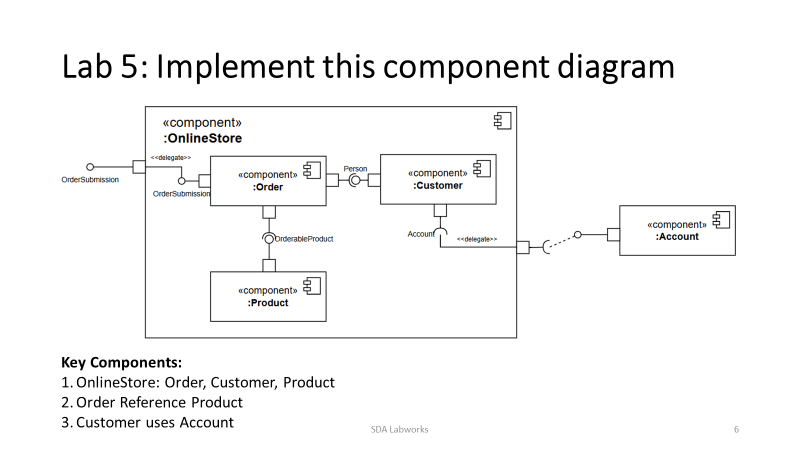 Lab 5: Implement this component diagram
«component»
:OnlineStore
<<delegate>>
OrderSubmission
OrderSubmission
«component»
:Order
Person
«component»
:Customer
OrderableProduct
Account
<<delegate>>
«component»
:Account
«component»
:Product
Key Components:
1. OnlineStore: Order, Customer, Product
2. Order Reference Product
3. Customer uses Account
SDA Labworks
6